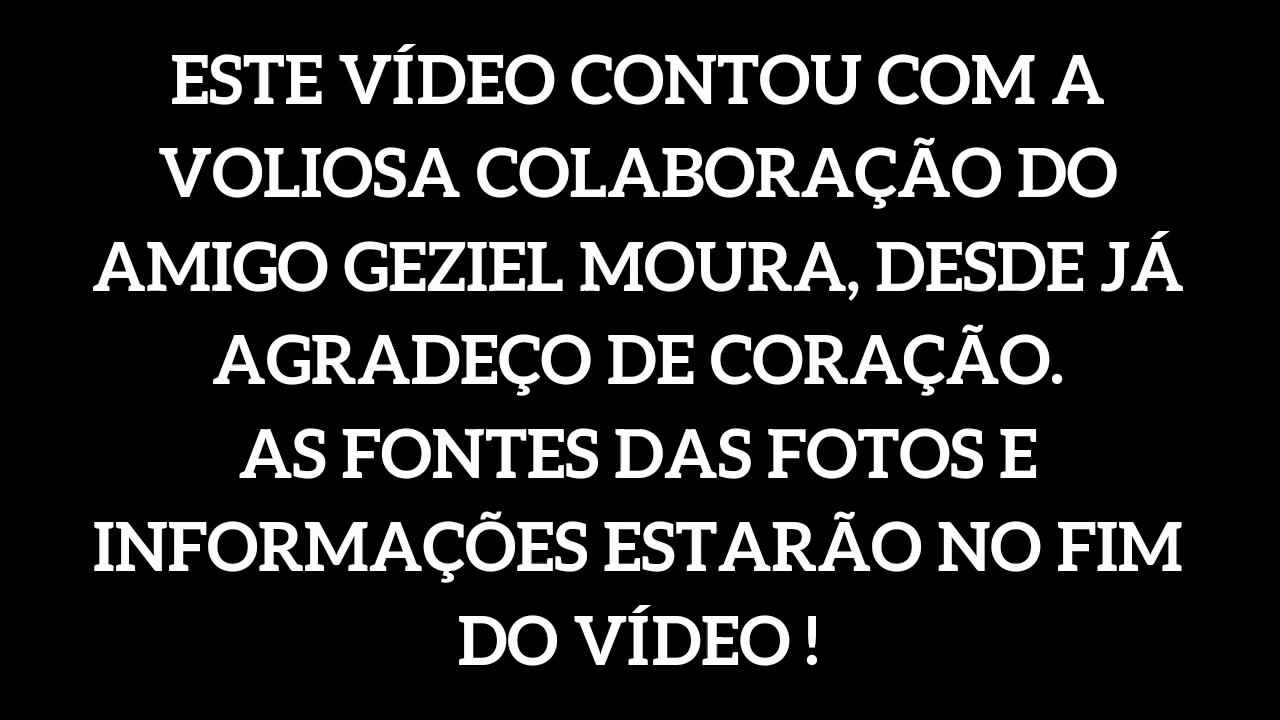 ESTE VÍDEO CONTOU COM A
VOLIOSA COLABORAÇÃO DO
AMIGO GEZIEL MOURA, DESDE JÁ
AGRADEÇO DE CORAÇÃO.
AS FONTES DAS FOTOS E
INFORMAÇÕES ESTARÃO NO FIM
DO VÍDEO !